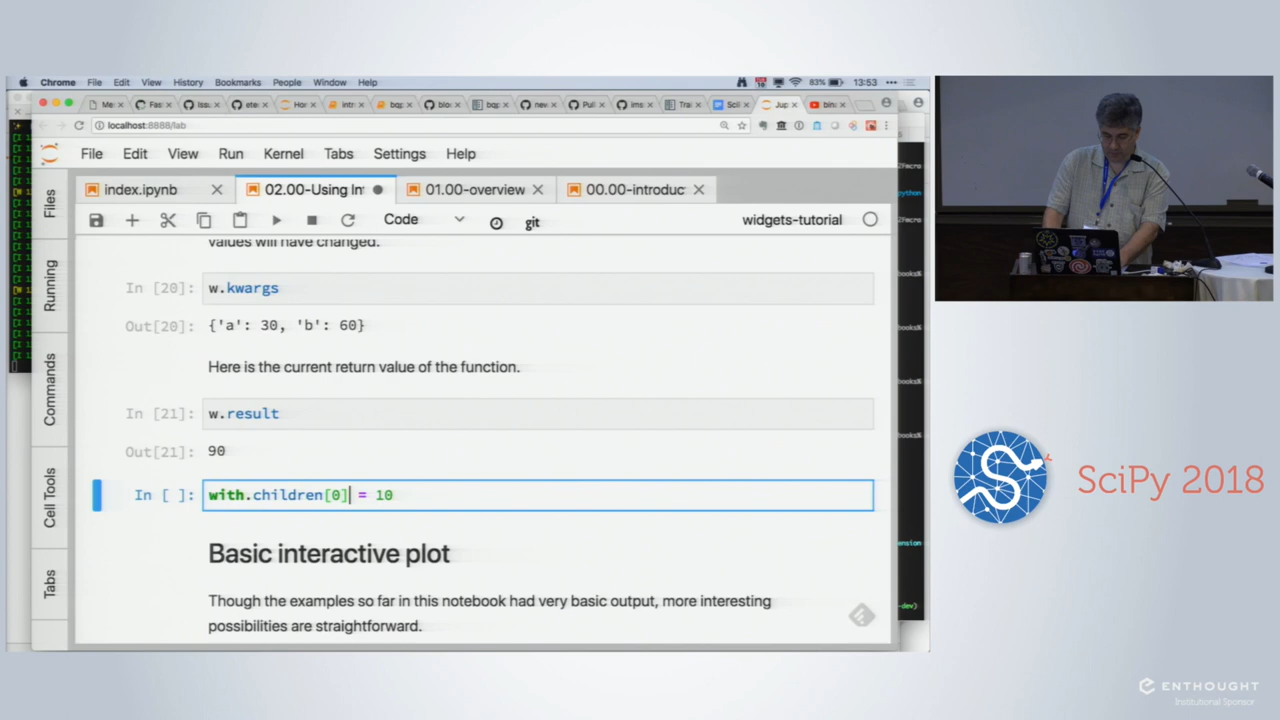 Chrome File Edit View History Bookmarks People Window Help
83% 13:53
localhost:8888/lab
File Edit View Run Kernel Tabs Settings Help
index.ipynb 02.00-Using Int 01.00-overview 00.00-introduc
Code git widgets-tutorial
Files
Running
Commands
Cell Tools
Tabs
values will have changed.
In [20]: w.kwargs
Out[20]: {'a': 30, 'b': 60}
Here is the current return value of the function.
In [21]: w.result
Out[21]: 90
In [ ]: with.children[0] = 10
Basic interactive plot
Though the examples so far in this notebook had very basic output, more interesting
possibilities are straightforward.
SciPy 2018
ENTHOUGHT
Institutional Sponsor